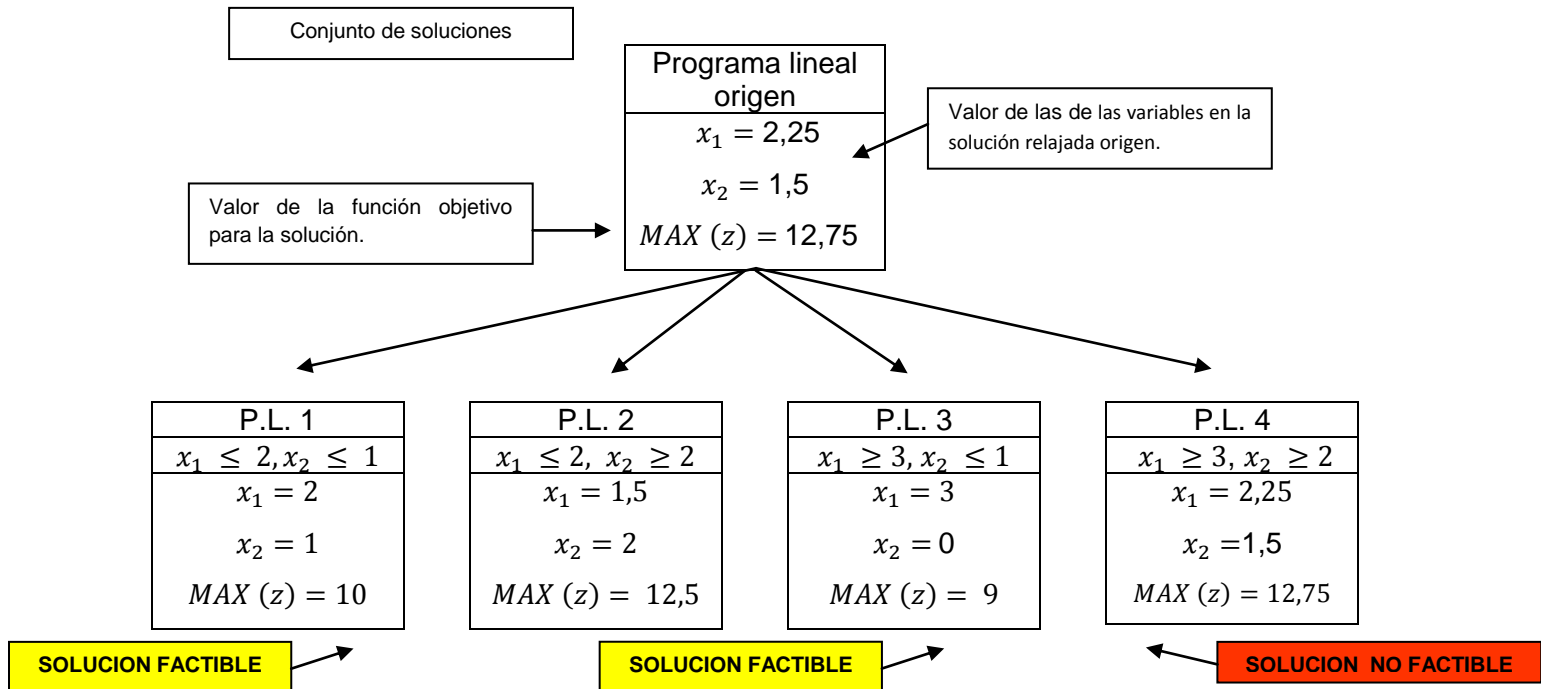 Conjunto de soluciones
Programa lineal
origen
𝑥₁ = 2,25
𝑥₂ = 1,5
𝑀𝐴𝑋 (𝑧) = 12,75
Valor de las de las variables en la
solución relajada origen.
Valor de la función objetivo
para la solución.
P.L. 1
𝑥₁ ≤ 2, 𝑥₂ ≤ 1
𝑥₁ = 2
𝑥₂ = 1
𝑀𝐴𝑋 (𝑧) = 10
P.L. 2
𝑥₁ ≤ 2, 𝑥₂ ≥ 2
𝑥₁ = 1,5
𝑥₂ = 2
𝑀𝐴𝑋 (𝑧) = 12,5
P.L. 3
𝑥₁ ≥ 3, 𝑥₂ ≤ 1
𝑥₁ = 3
𝑥₂ = 0
𝑀𝐴𝑋 (𝑧) = 9
P.L. 4
𝑥₁ ≥ 3, 𝑥₂ ≥ 2
𝑥₁ = 2,25
𝑥₂ =1,5
𝑀𝐴𝑋 (𝑧) = 12,75
SOLUCION FACTIBLE
SOLUCION FACTIBLE
SOLUCION NO FACTIBLE